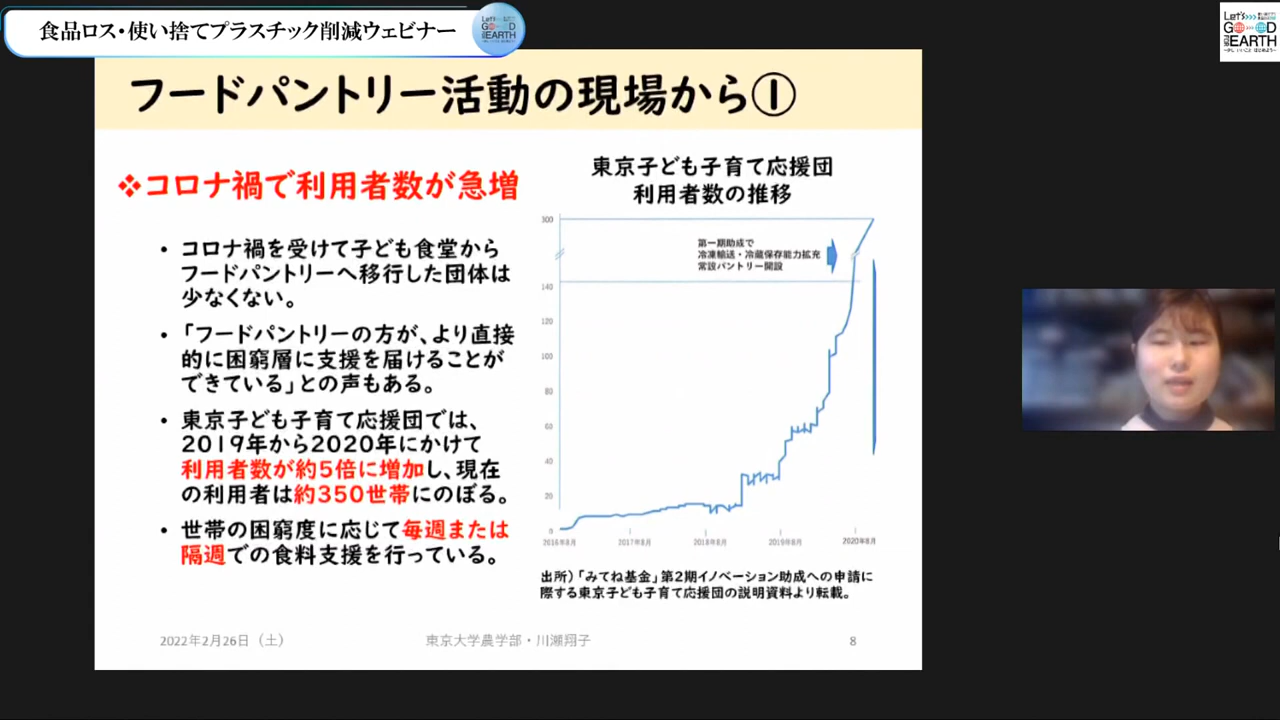 食品ロス・使い捨てプラスチック削減ウェビナー
Let's
GOOD
FOR EARTH
フードパントリー活動の現場から①
❖コロナ禍で利用者数が急増
• コロナ禍を受けて子ども食堂から
フードパントリーへ移行した団体は
少なくない。
• 「フードパントリーの方が、より直接
的に困窮層に支援を届けることが
できている」との声もある。
• 東京子ども子育て応援団では、
2019年から2020年にかけて
利用者数が約5倍に増加し、現在
の利用者は約350世帯にのぼる。
• 世帯の困窮度に応じて毎週または
隔週での食料支援を行っている。
東京子ども子育て応援団
利用者数の推移
300
第一期助成で
冷凍輸送・冷蔵保存能力拡充
常設パントリー開設
140
120
100
80
60
40
20
0
2016年8月 2017年8月 2018年8月 2019年8月 2020年8月
出所）「みてね基金」第2期イノベーション助成への申請に
際する東京子ども子育て応援団の説明資料より転載。
2022年2月26日（土） 東京大学農学部・川瀬翔子 8